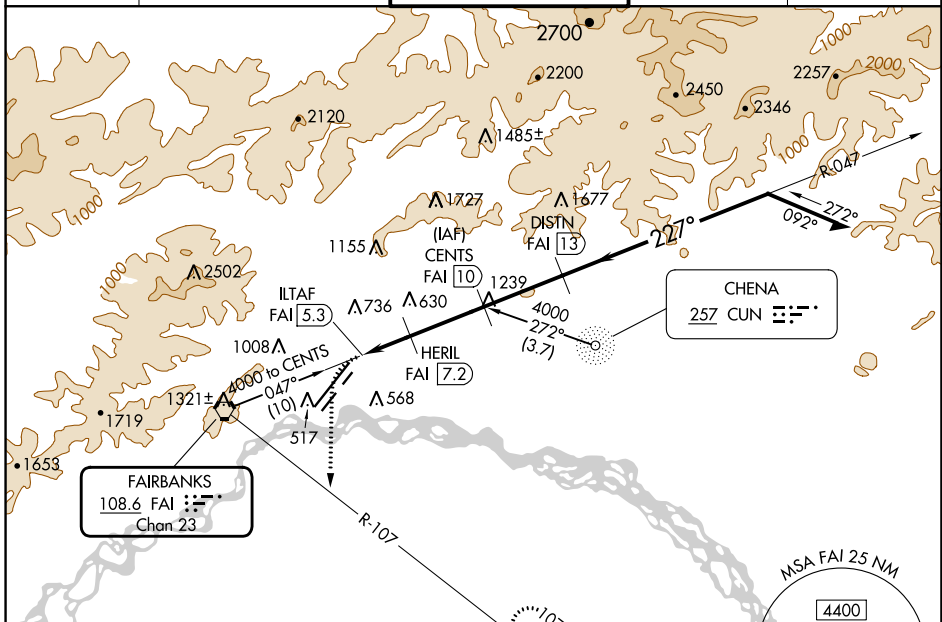 2700
1000
2200
2257
2000
2450
2346
2120
1485±
1000
R-047
1000
1727
1677
272°
092°
(IAF)
CENTS
FAI 10
DISTN
FAI 13
227°
1155
1000
2502
ILTAF
FAI 5.3
736
630
1239
4000
272°
(3.7)
CHENA
257 CUN
1008
HERIL
FAI 7.2
4000 to CENTS
047°
(10)
1321±
568
517
1719
1653
FAIRBANKS
108.6 FAI
Chan 23
R-107
MSA FAI 25 NM
4400